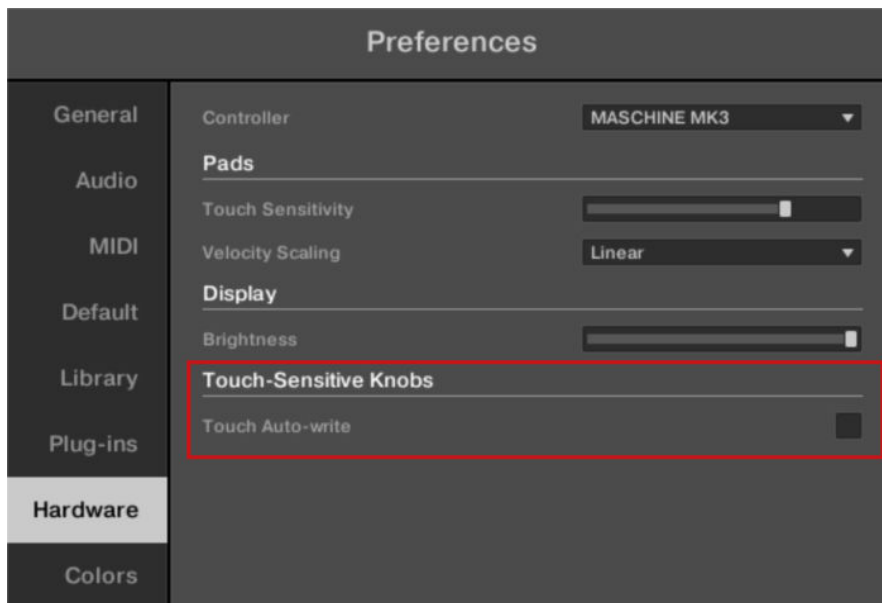 Preferences
General
Audio
MIDI
Default
Library
Plug-ins
Hardware
Colors
Controller MASCHINE MK3
Pads
Touch Sensitivity
Velocity Scaling Linear
Display
Brightness
Touch-Sensitive Knobs
Touch Auto-write